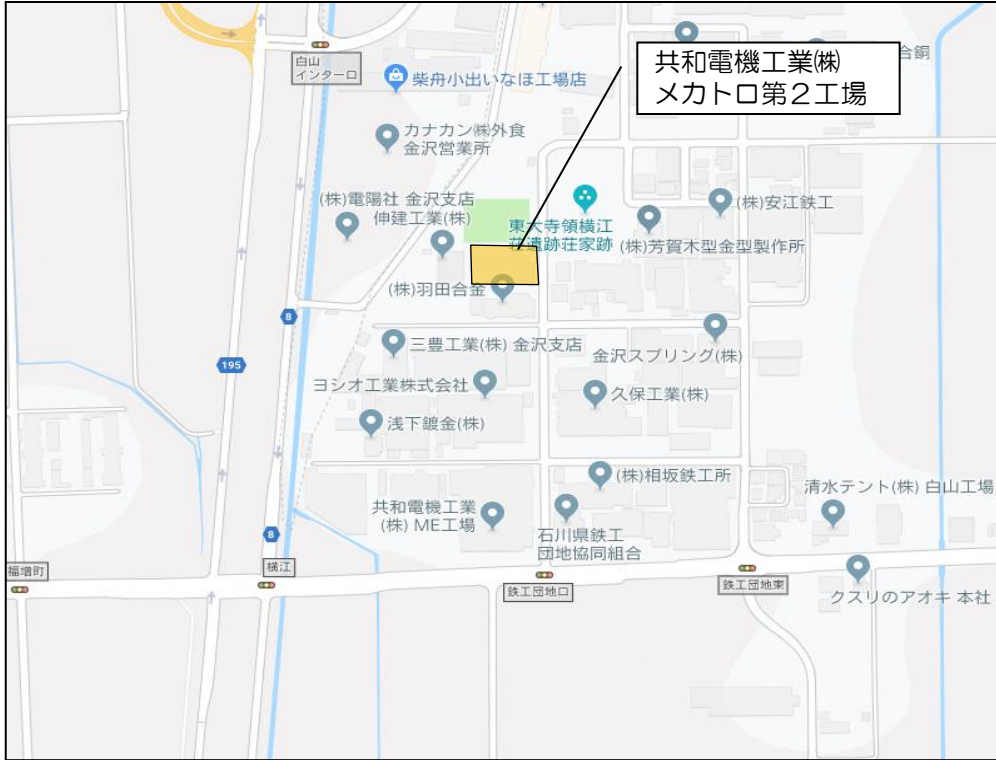 共和電機工業㈱
メカトロ第2工場
合銅
白山
インター口
柴舟小出いなほ工場店
カナカン㈱外食
金沢営業所
(株)電陽社 金沢支店
伸建工業(株)
東大寺領横江
荘遺跡荘家跡
(株)安江鉄工
(株)芳賀木型金型製作所
(株)羽田合金
8
195
三豊工業(株) 金沢支店
金沢スプリング(株)
ヨシオ工業株式会社
久保工業(株)
浅下鍍金(株)
(株)相坂鉄工所
清水テント(株) 白山工場
共和電機工業
(株) ME工場
石川県鉄工
団地協同組合
8
横江
福増町
鉄工団地口
鉄工団地東
クスリのアオキ 本社